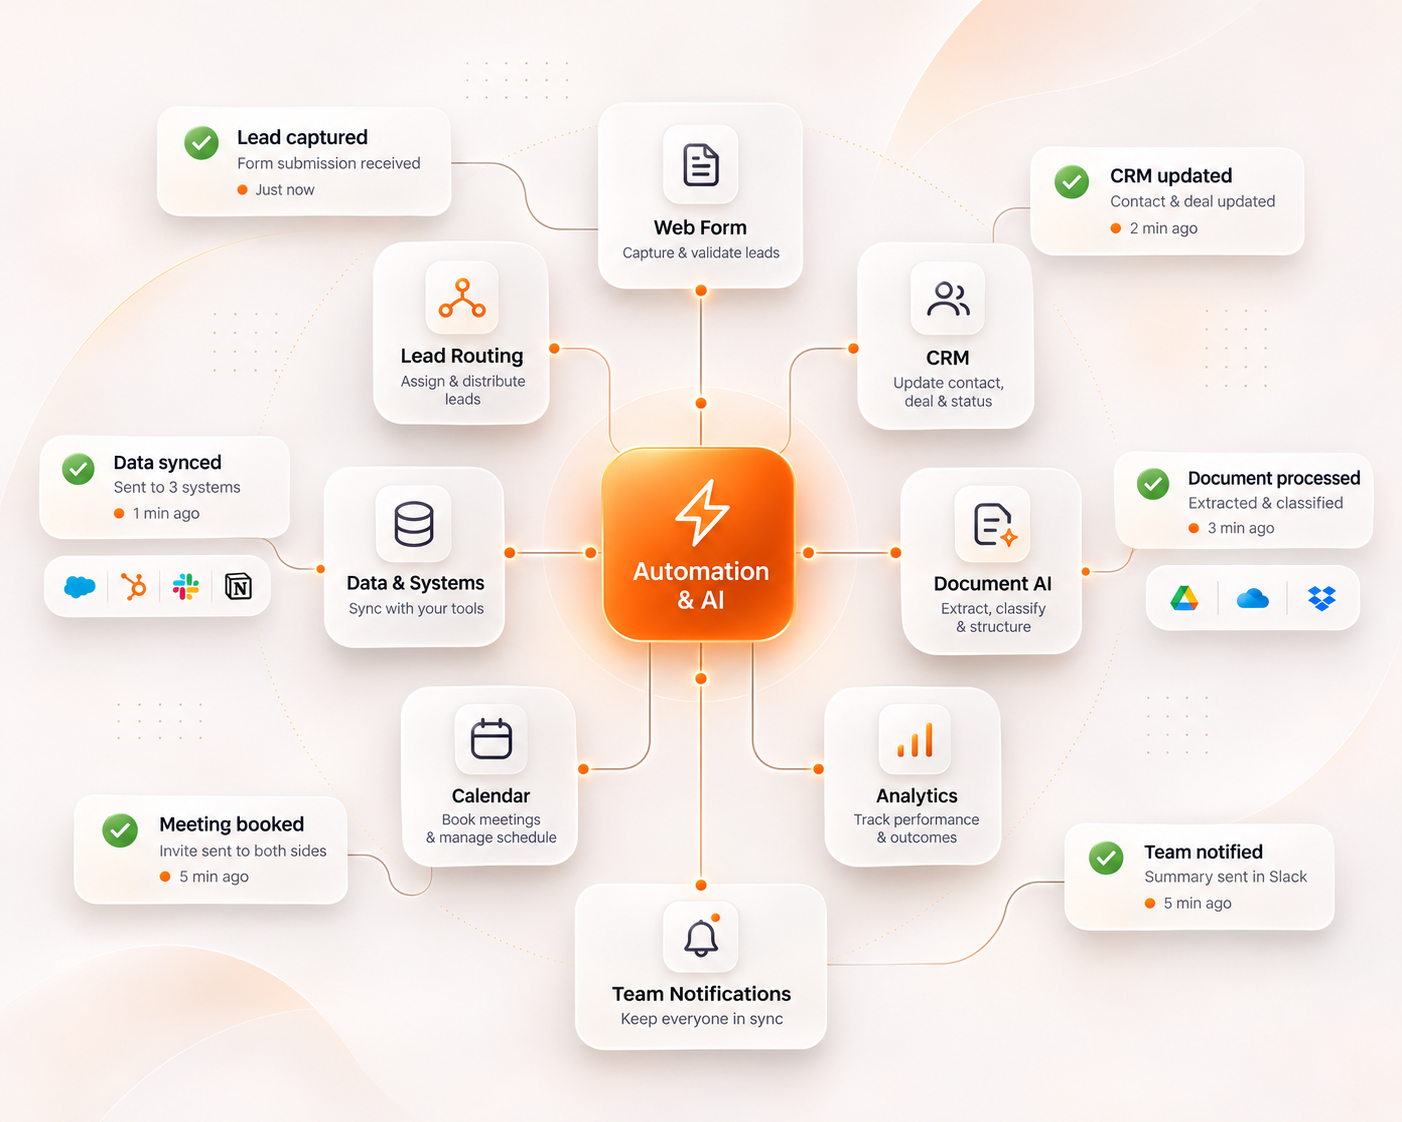 Lead captured
Form submission received
Just now
Web Form
Capture & validate leads
CRM updated
Contact & deal updated
2 min ago
Lead Routing
Assign & distribute
leads
CRM
Update contact,
deal & status
Data synced
Sent to 3 systems
1 min ago
Data & Systems
Sync with your tools
Automation
& AI
Document AI
Extract, classify
& structure
Document processed
Extracted & classified
3 min ago
N
Calendar
Book meetings
& manage schedule
Analytics
Track performance
& outcomes
Meeting booked
Invite sent to both sides
5 min ago
Team notified
Summary sent in Slack
5 min ago
Team Notifications
Keep everyone in sync